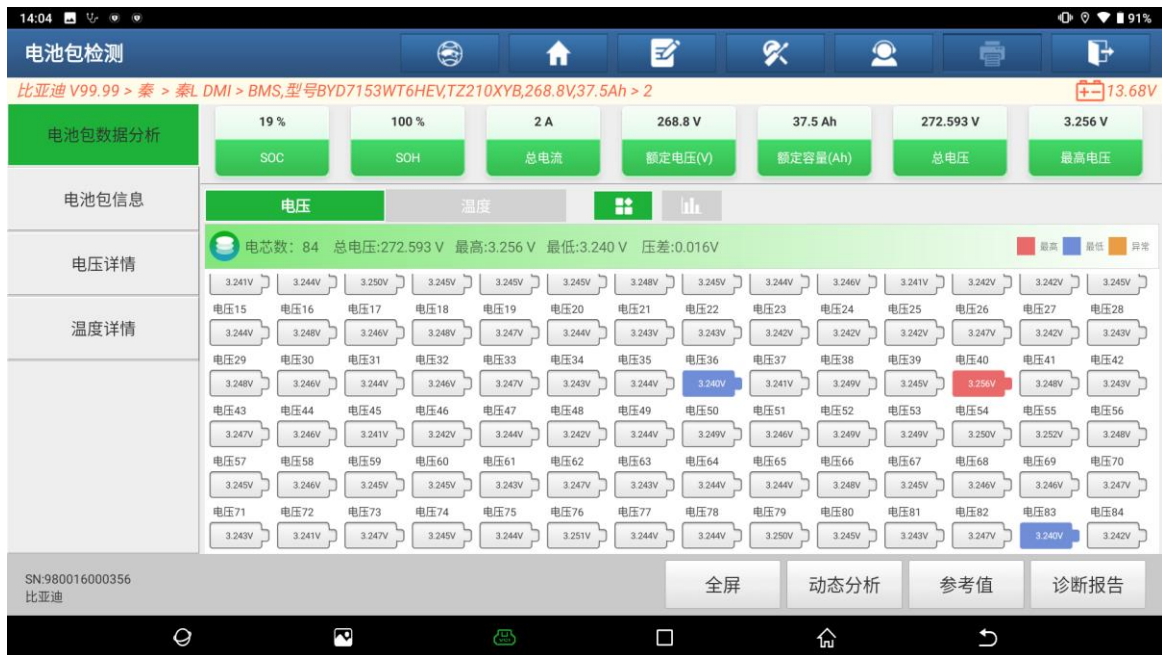 14:04 91%
电池包检测
比亚迪 V99.99 > 秦 > 秦L DMI > BMS,型号BYD7153WT6HEV,TZ210XYB,268.8V,37.5Ah > 2 13.68V
电池包数据分析
电池包信息
电压详情
温度详情
19 % 100 % 2 A 268.8 V 37.5 Ah 272.593 V 3.256 V
SOC SOH 总电流 额定电压(V) 额定容量(Ah) 总电压 最高电压
电压 温度
电芯数：84 总电压:272.593 V 最高:3.256 V 最低:3.240 V 压差:0.016V 最高 最低 异常
3.241V 3.244V 3.250V 3.245V 3.245V 3.245V 3.248V 3.245V 3.244V 3.246V 3.241V 3.242V 3.242V 3.245V
电压15 电压16 电压17 电压18 电压19 电压20 电压21 电压22 电压23 电压24 电压25 电压26 电压27 电压28
3.244V 3.248V 3.246V 3.248V 3.247V 3.244V 3.243V 3.243V 3.242V 3.242V 3.242V 3.247V 3.242V 3.243V
电压29 电压30 电压31 电压32 电压33 电压34 电压35 电压36 电压37 电压38 电压39 电压40 电压41 电压42
3.248V 3.246V 3.244V 3.246V 3.247V 3.243V 3.244V 3.240V 3.241V 3.249V 3.245V 3.256V 3.248V 3.243V
电压43 电压44 电压45 电压46 电压47 电压48 电压49 电压50 电压51 电压52 电压53 电压54 电压55 电压56
3.247V 3.246V 3.241V 3.242V 3.244V 3.242V 3.244V 3.249V 3.246V 3.249V 3.249V 3.250V 3.252V 3.248V
电压57 电压58 电压59 电压60 电压61 电压62 电压63 电压64 电压65 电压66 电压67 电压68 电压69 电压70
3.245V 3.246V 3.245V 3.245V 3.243V 3.247V 3.243V 3.244V 3.244V 3.248V 3.245V 3.246V 3.246V 3.247V
电压71 电压72 电压73 电压74 电压75 电压76 电压77 电压78 电压79 电压80 电压81 电压82 电压83 电压84
3.243V 3.241V 3.247V 3.245V 3.244V 3.251V 3.244V 3.244V 3.250V 3.245V 3.243V 3.247V 3.240V 3.242V
SN:980016000356
比亚迪
全屏 动态分析 参考值 诊断报告